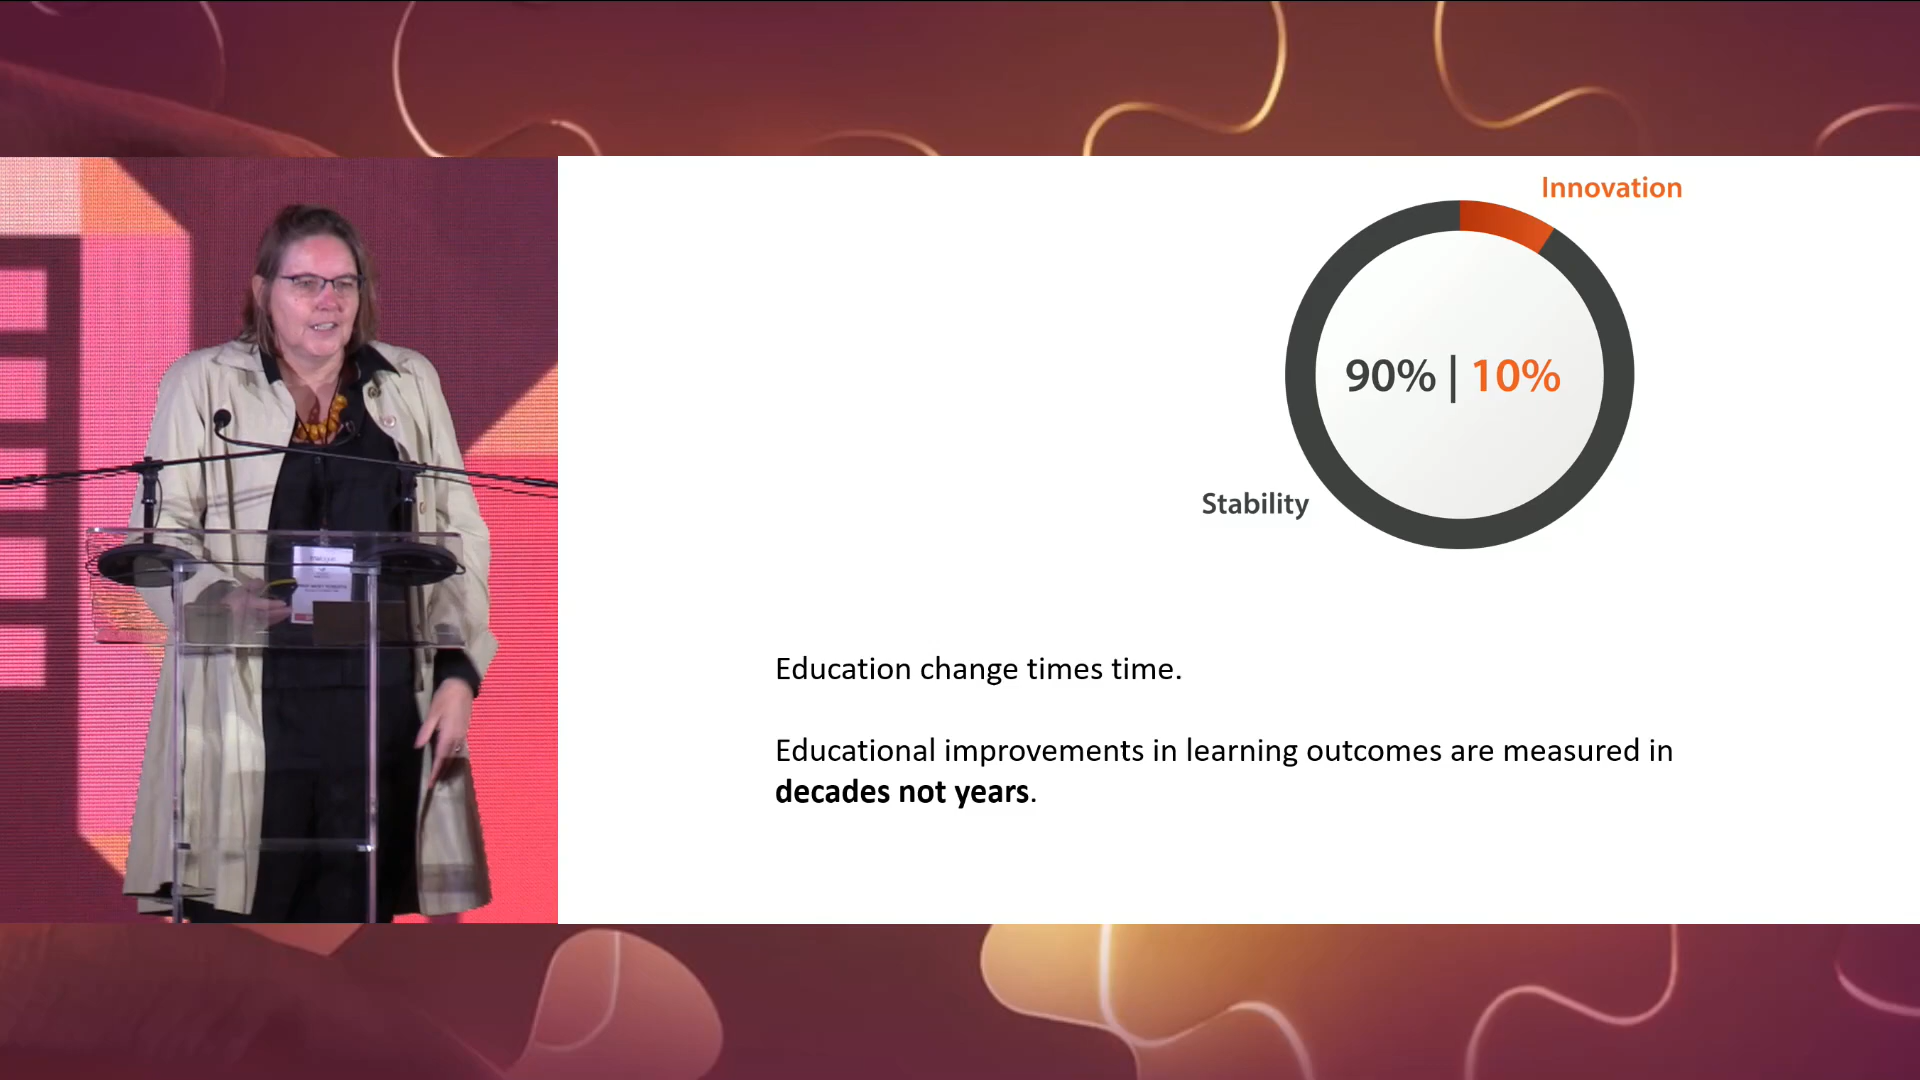 Innovation
90% | 10%
Stability
Education change times time.
Educational improvements in learning outcomes are measured in
decades not years.